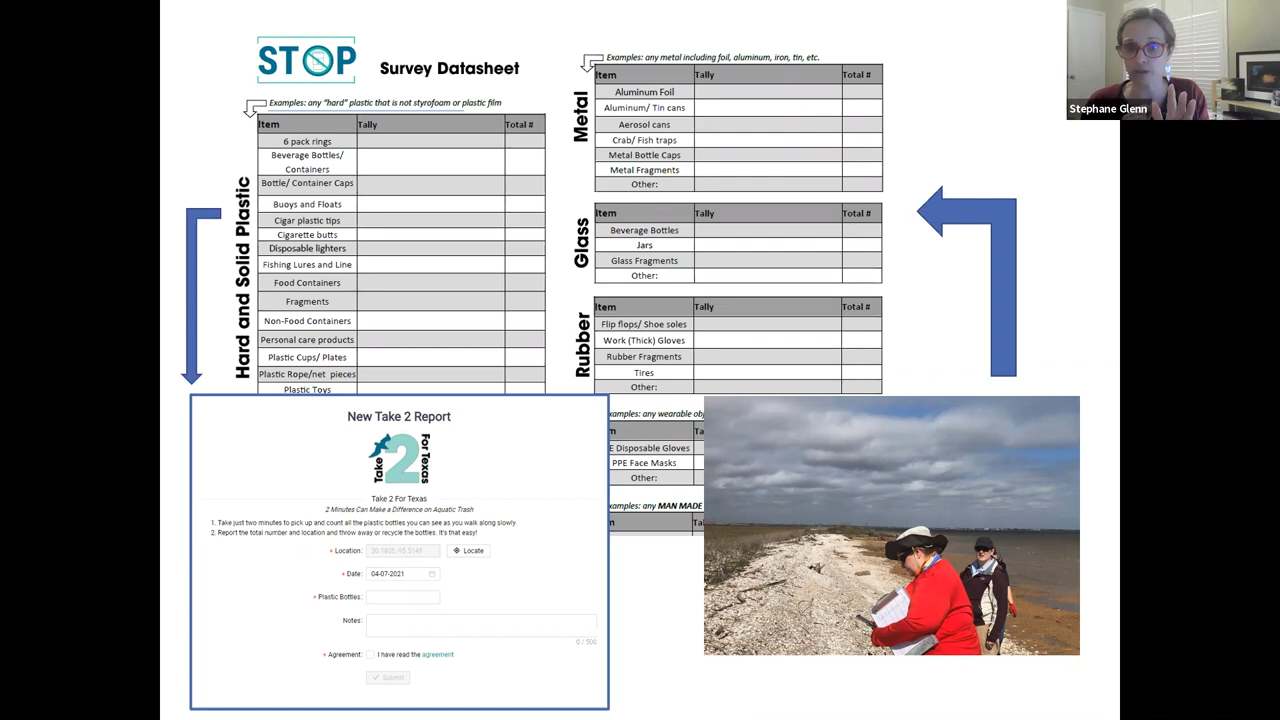 STOP
Survey Datasheet
Examples: any "hard" plastic that is not styrofoam or plastic film
Hard and Solid Plastic
Item Tally Total #
6 pack rings
Beverage Bottles/
Containers
Bottle/ Container Caps
Buoys and Floats
Cigar plastic tips
Cigarette butts
Disposable lighters
Fishing Lures and Line
Food Containers
Fragments
Non-Food Containers
Personal care products
Plastic Cups/ Plates
Plastic Rope/net pieces
Plastic Toys
Examples: any metal including foil, aluminum, iron, tin, etc.
Metal
Item Tally Total #
Aluminum Foil
Aluminum/ Tin cans
Aerosol cans
Crab/ Fish traps
Metal Bottle Caps
Metal Fragments
Other:
Glass
Item Tally Total #
Beverage Bottles
Jars
Glass Fragments
Other:
Rubber
Item Tally Total #
Flip flops/ Shoe soles
Work (Thick) Gloves
Rubber Fragments
Tires
Other:
examples: any wearable obj
m Ta
E Disposable Gloves
PPE Face Masks
Other:
examples: any MAN MADE
m Tal
New Take 2 Report
Take 2 For Texas
Take 2 For Texas
2 Minutes Can Make a Difference on Aquatic Trash
1. Take just two minutes to pick up and count all the plastic bottles you can see as you walk along slowly.
2. Report the total number and location and throw away or recycle the bottles. It's that easy!
* Location: Locate
* Date: 04-07-2021
* Plastic Bottles:
Notes:
0 / 500
* Agreement: I have read the agreement
Submit
Stephane Glenn